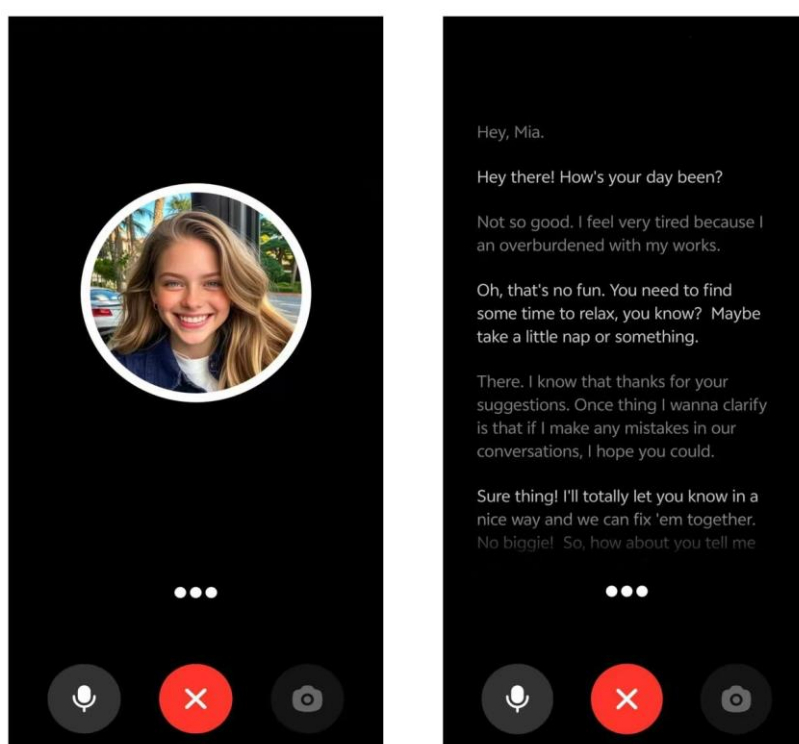 Hey, Mia.
Hey there! How's your day been?
Not so good. I feel very tired because I
an overburdened with my works.
Oh, that's no fun. You need to find
some time to relax, you know?  Maybe
take a little nap or something.
There. I know that thanks for your
suggestions. Once thing I wanna clarify
is that if I make any mistakes in our
conversations, I hope you could.
Sure thing! I'll totally let you know in a
nice way and we can fix 'em together.
No biggie!  So, how about you tell me